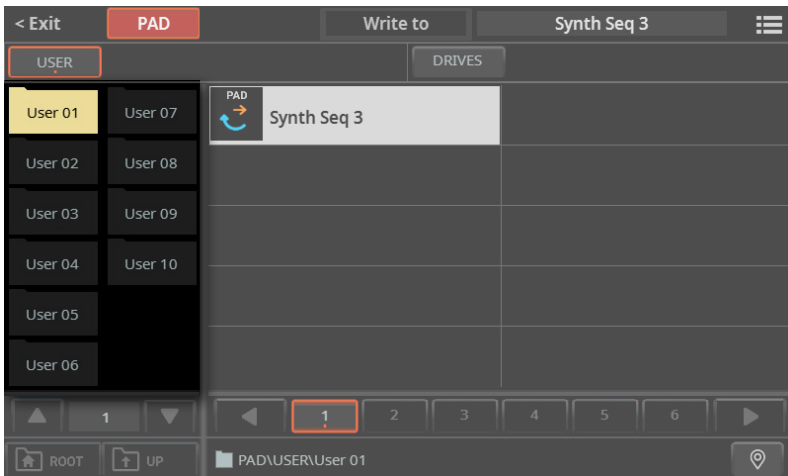 < Exit PAD Write to Synth Seq 3
USER DRIVES
User 01 User 07 PAD Synth Seq 3
User 02 User 08
User 03 User 09
User 04 User 10
User 05
User 06
1 1 2 3 4 5 6
ROOT UP PAD\USER\User 01